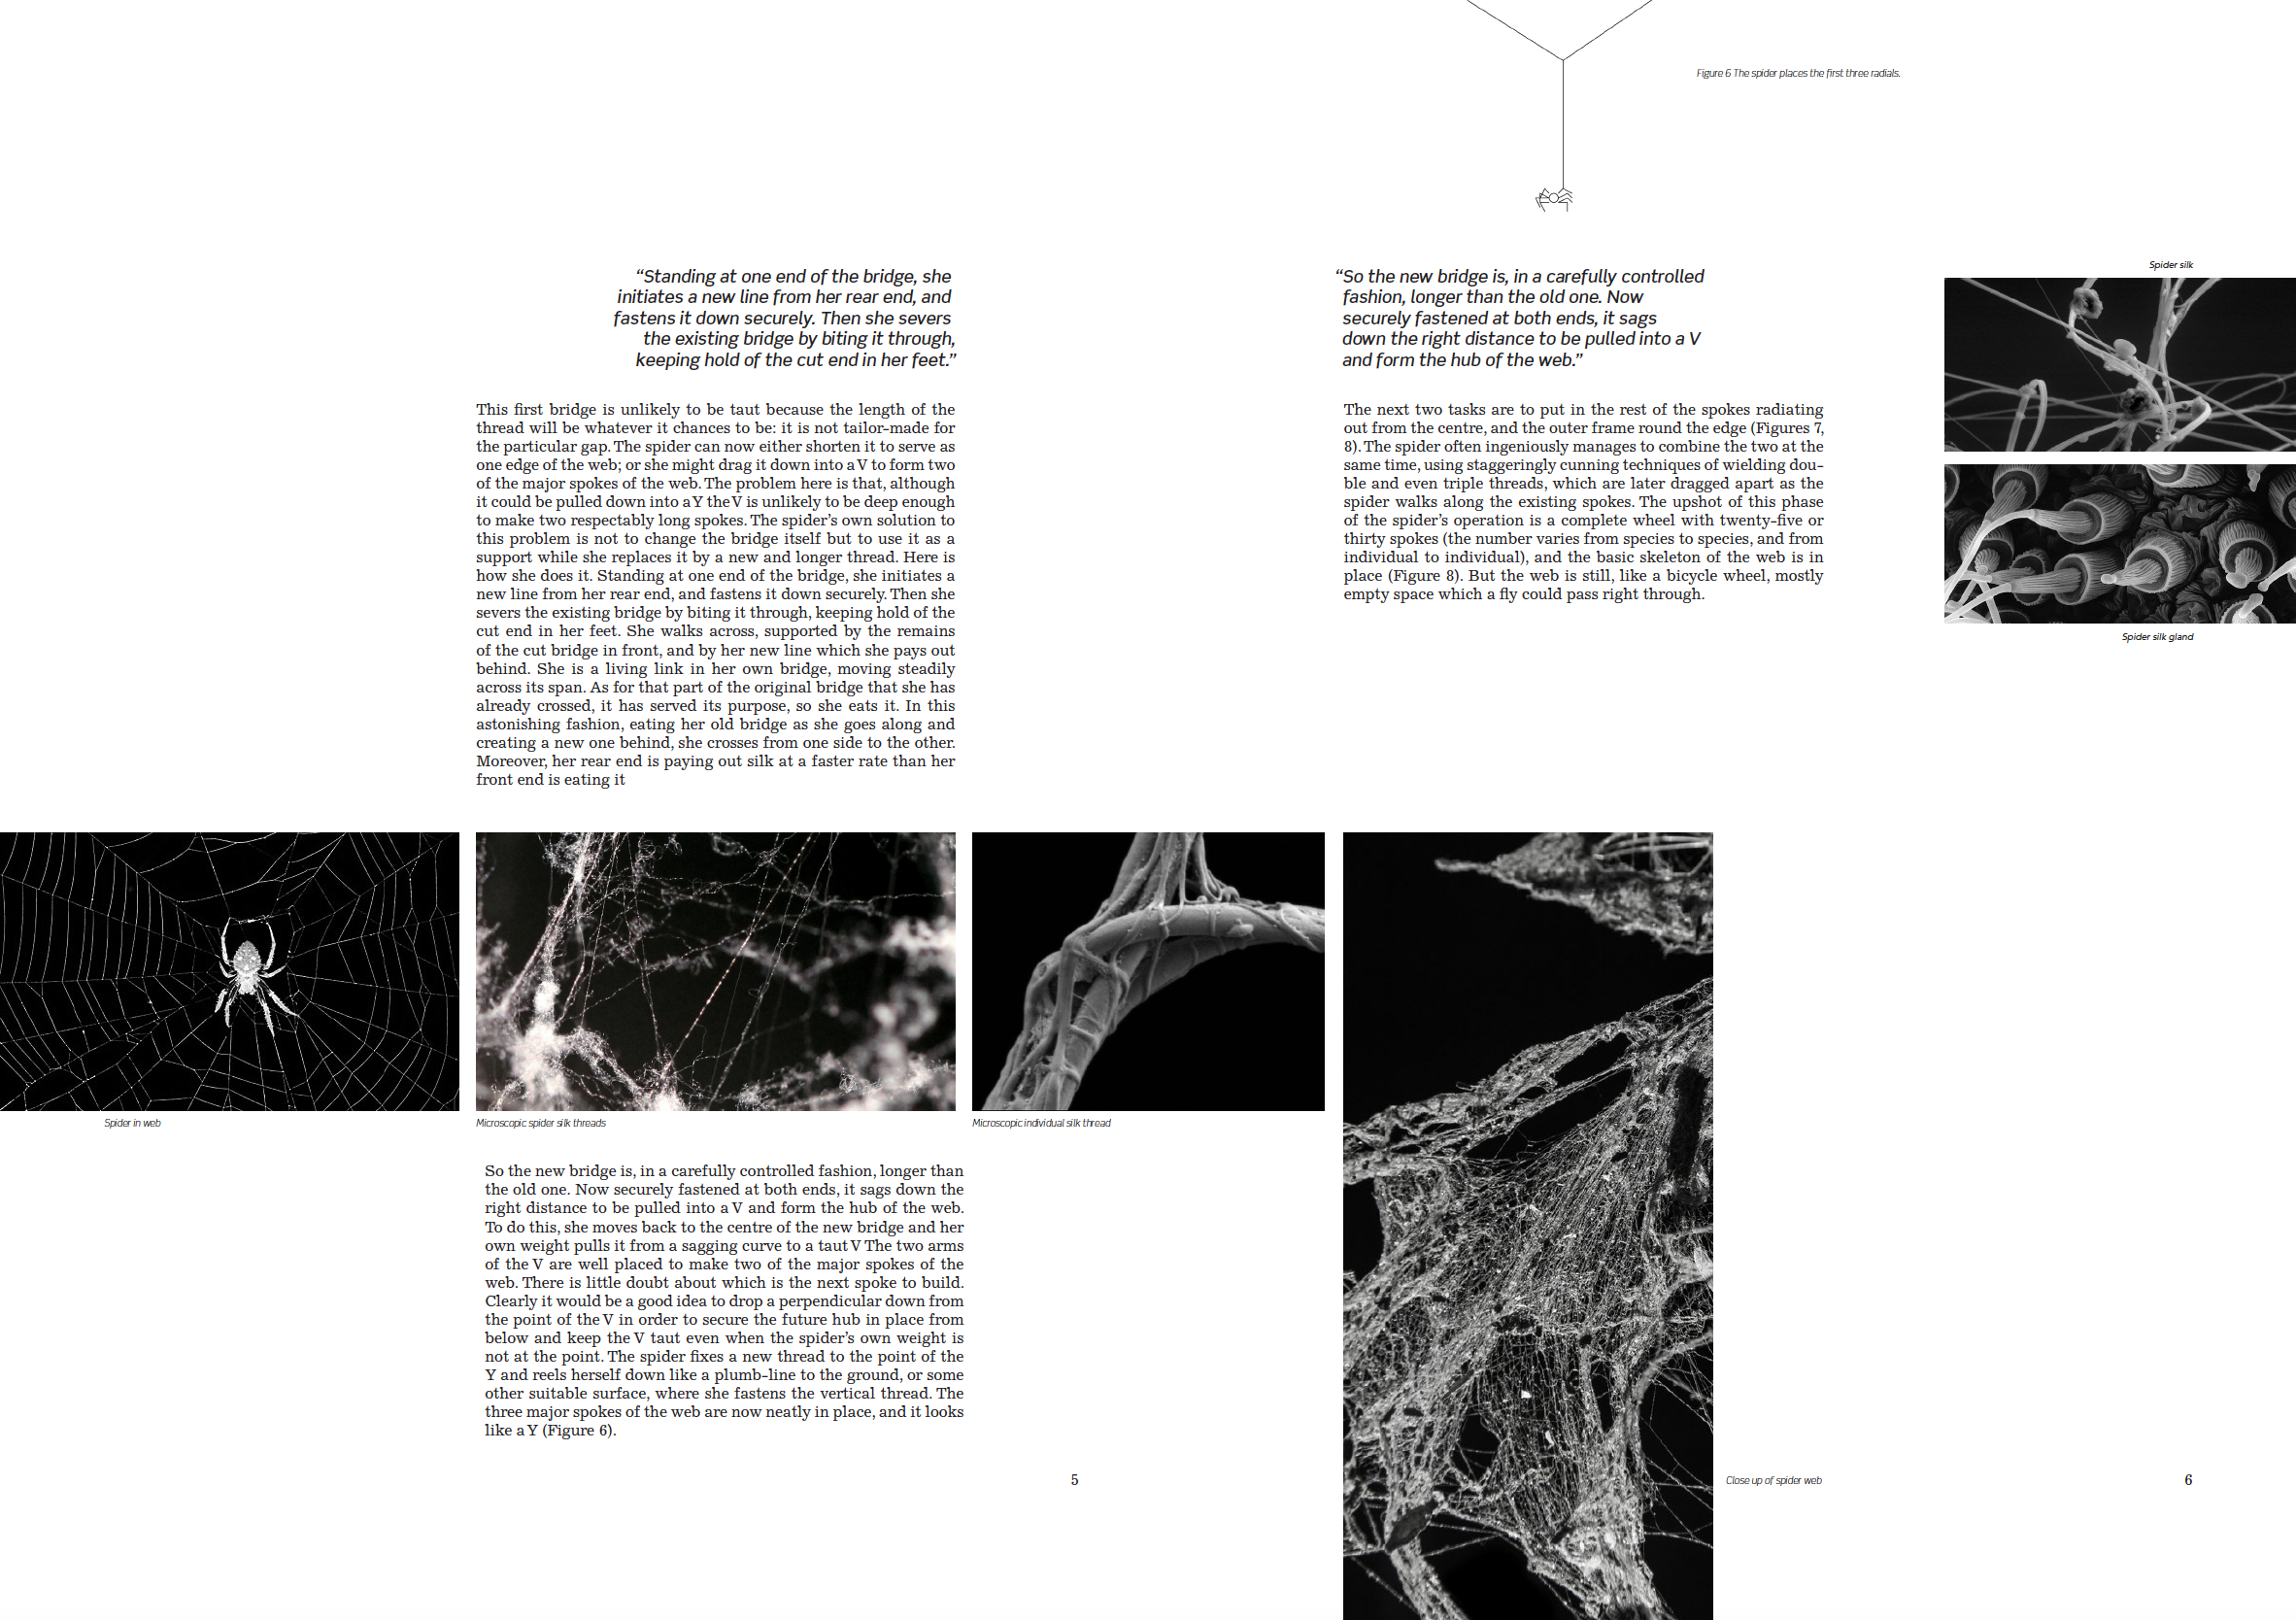 Figure 6 The spider places the first three radials.
“Standing at one end of the bridge, she
initiates a new line from her rear end, and
fastens it down securely. Then she severs
the existing bridge by biting it through,
keeping hold of the cut end in her feet.”
This first bridge is unlikely to be taut because the length of the
thread will be whatever it chances to be: it is not tailor-made for
the particular gap. The spider can now either shorten it to serve as
one edge of the web; or she might drag it down into a V to form two
of the major spokes of the web. The problem here is that, although
it could be pulled down into a Y the V is unlikely to be deep enough
to make two respectably long spokes. The spider’s own solution to
this problem is not to change the bridge itself but to use it as a
support while she replaces it by a new and longer thread. Here is
how she does it. Standing at one end of the bridge, she initiates a
new line from her rear end, and fastens it down securely. Then she
severs the existing bridge by biting it through, keeping hold of the
cut end in her feet. She walks across, supported by the remains
of the cut bridge in front, and by her new line which she pays out
behind. She is a living link in her own bridge, moving steadily
across its span. As for that part of the original bridge that she has
already crossed, it has served its purpose, so she eats it. In this
astonishing fashion, eating her old bridge as she goes along and
creating a new one behind, she crosses from one side to the other.
Moreover, her rear end is paying out silk at a faster rate than her
front end is eating it
Spider in web
Microscopic spider silk threads
Microscopic individual silk thread
So the new bridge is, in a carefully controlled fashion, longer than
the old one. Now securely fastened at both ends, it sags down the
right distance to be pulled into a V and form the hub of the web.
To do this, she moves back to the centre of the new bridge and her
own weight pulls it from a sagging curve to a taut V The two arms
of the V are well placed to make two of the major spokes of the
web. There is little doubt about which is the next spoke to build.
Clearly it would be a good idea to drop a perpendicular down from
the point of the V in order to secure the future hub in place from
below and keep the V taut even when the spider’s own weight is
not at the point. The spider fixes a new thread to the point of the
Y and reels herself down like a plumb-line to the ground, or some
other suitable surface, where she fastens the vertical thread. The
three major spokes of the web are now neatly in place, and it looks
like a Y (Figure 6).
5
“So the new bridge is, in a carefully controlled
fashion, longer than the old one. Now
securely fastened at both ends, it sags
down the right distance to be pulled into a V
and form the hub of the web.”
The next two tasks are to put in the rest of the spokes radiating
out from the centre, and the outer frame round the edge (Figures 7,
8). The spider often ingeniously manages to combine the two at the
same time, using staggeringly cunning techniques of wielding dou-
ble and even triple threads, which are later dragged apart as the
spider walks along the existing spokes. The upshot of this phase
of the spider’s operation is a complete wheel with twenty-five or
thirty spokes (the number varies from species to species, and from
individual to individual), and the basic skeleton of the web is in
place (Figure 8). But the web is still, like a bicycle wheel, mostly
empty space which a fly could pass right through.
Spider silk
Spider silk gland
Close up of spider web
6